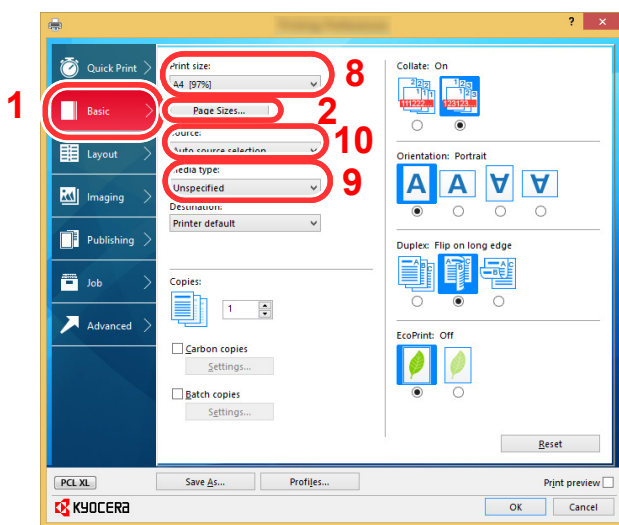 ?
Quick Print
Basic
Layout
Imaging
Publishing
Job
Advanced
1
Print size:
A4 [97%]
8
Page Sizes...
2
Source:
Auto source selection
10
Media type:
Unspecified
9
Destination:
Printer default
Copies:
1
Carbon copies
Settings...
Batch copies
Settings...
Collate: On
Orientation: Portrait
A A A A
Duplex: Flip on long edge
EcoPrint: Off
Reset
PCL XL
Save As...
Profiles...
Print preview
KYOCERA
OK
Cancel